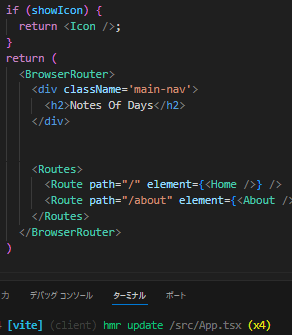 if (showIcon) {
return <Icon />;
}
return (
<BrowserRouter>
<div className='main-nav'>
<h2>Notes Of Days</h2>
</div>
<Routes>
<Route path="/" element={<Home />} />
<Route path="/about" element={<About />
</Routes>
</BrowserRouter>
)
力 デバッグ コンソール ターミナル ポート
[vite] (client) hmr update /src/App.tsx (x4)